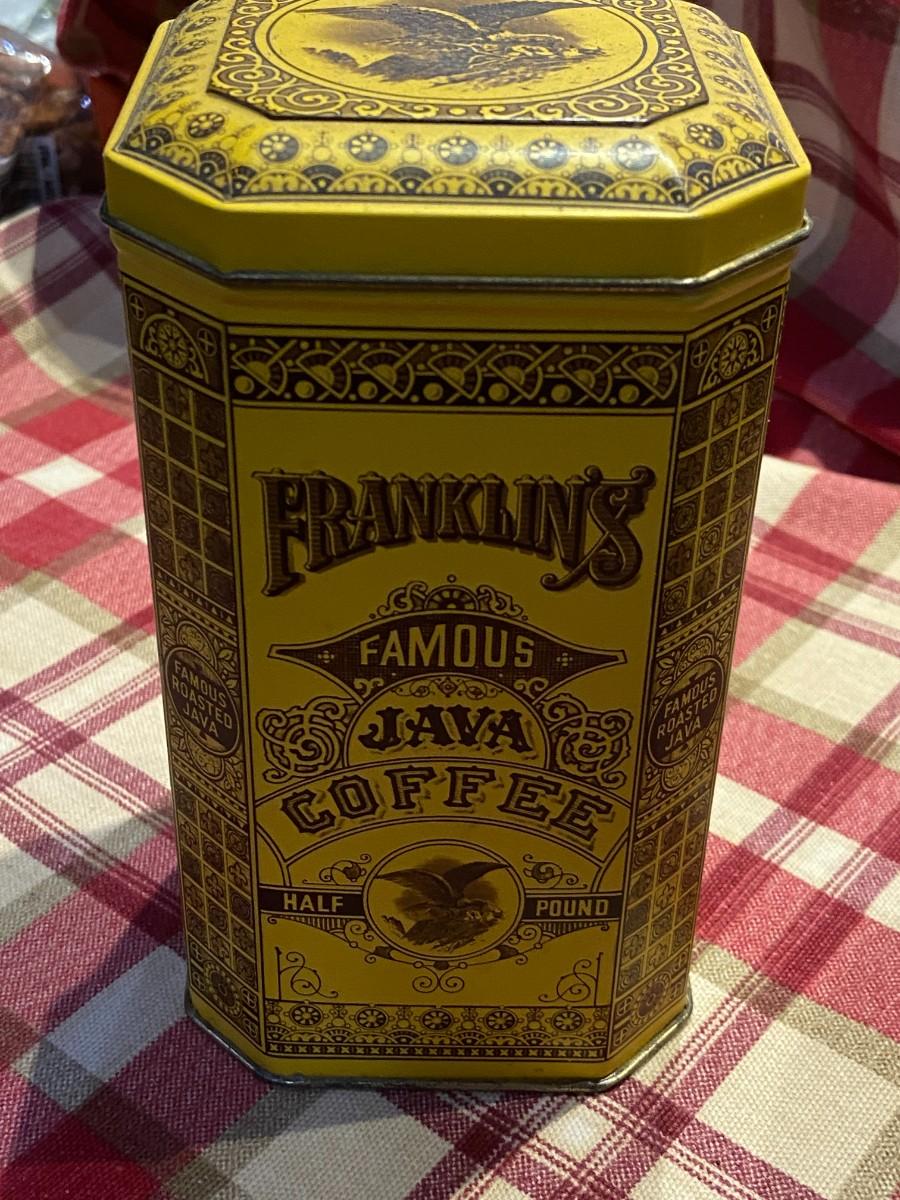 FRANKLIN'S
FAMOUS
JAVA
COFFEE
HALF POUND
FAMOUS
ROASTED
JAVA
FAMOUS
ROASTED
JAVA